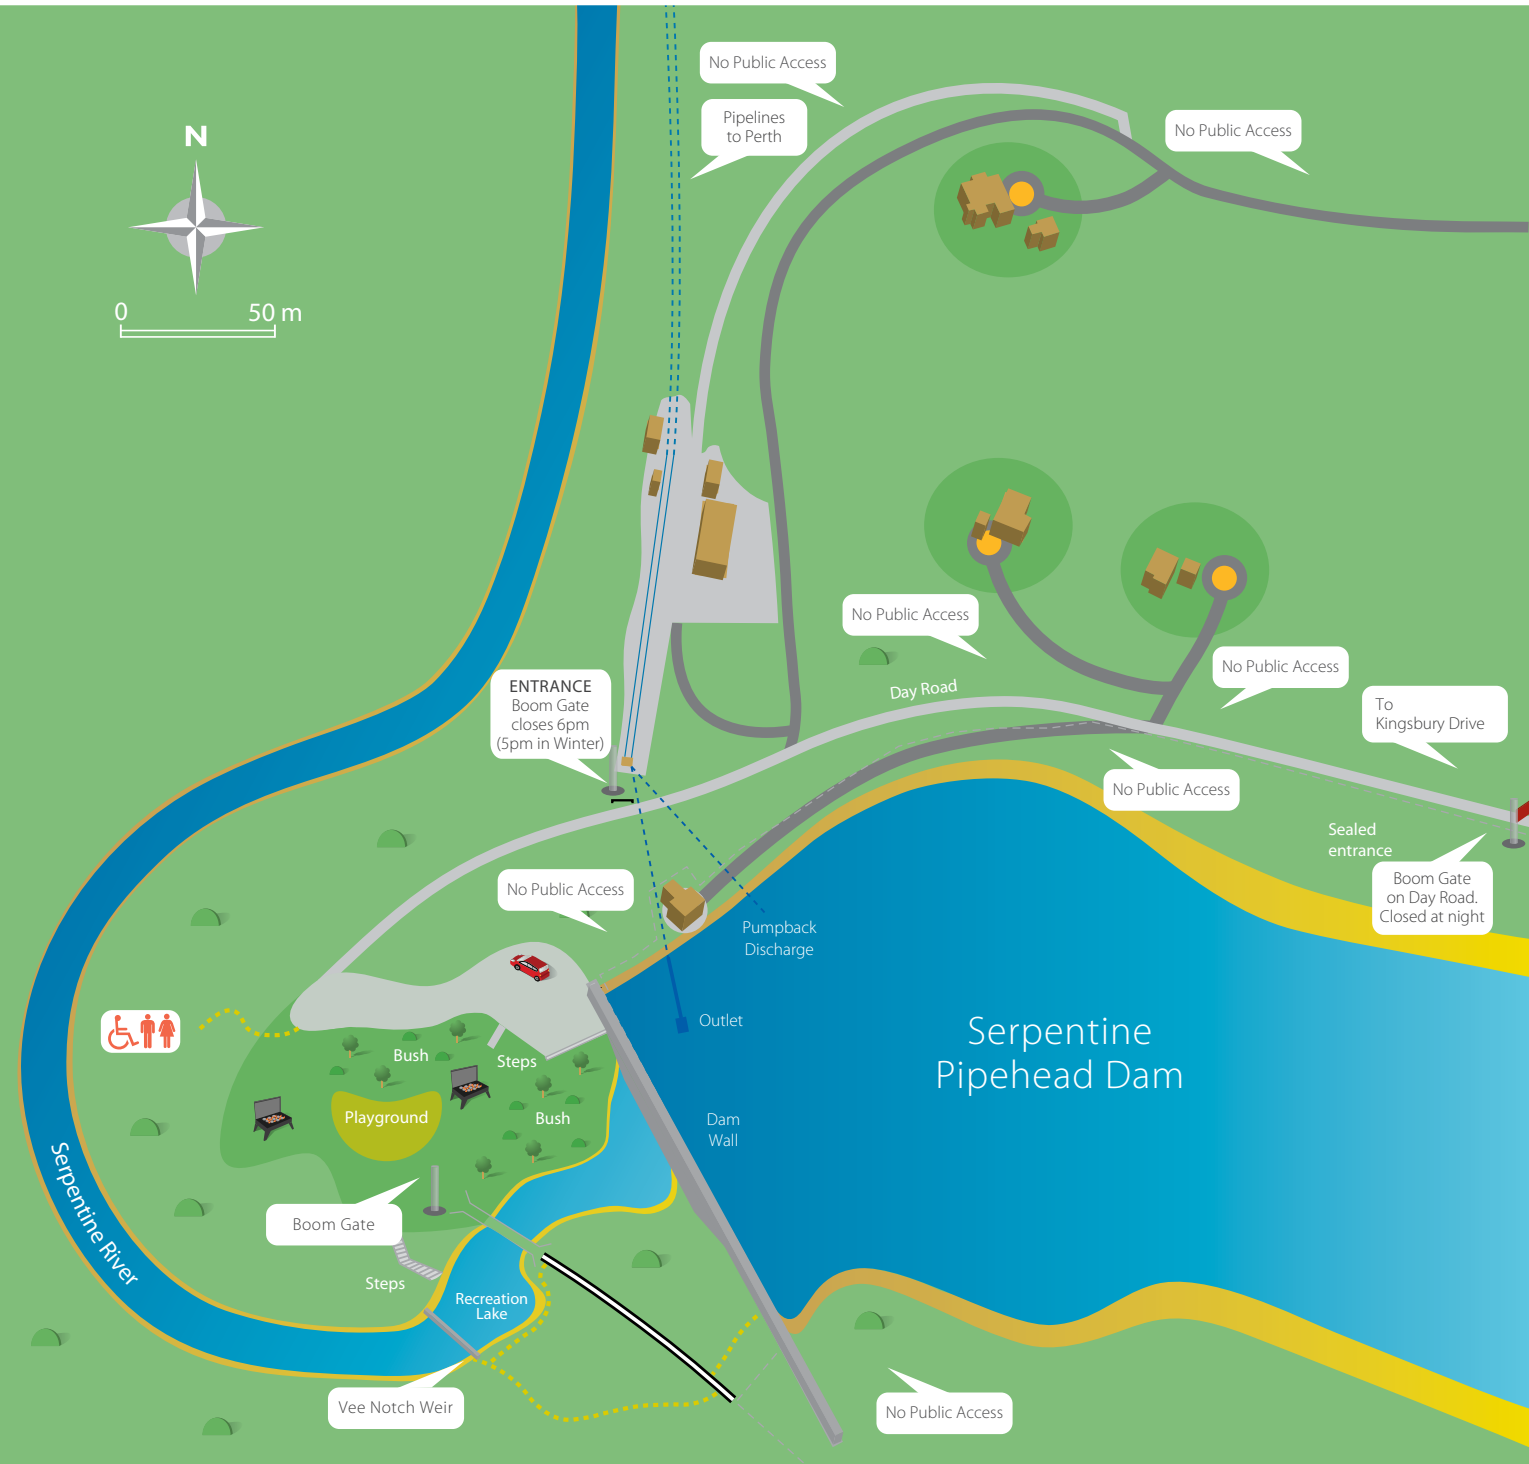 No Public Access
Pipelines
to Perth
No Public Access
N
0 50 m
No Public Access
ENTRANCE
Boom Gate
closes 6pm
(5pm in Winter)
Day Road
No Public Access
To
Kingsbury Drive
No Public Access
Sealed
entrance
Boom Gate
on Day Road.
Closed at night
No Public Access
Pumpback
Discharge
Outlet
Serpentine
Pipehead Dam
Bush
Steps
Playground
Bush
Dam
Wall
Serpentine River
Boom Gate
Steps
Recreation
Lake
Vee Notch Weir
No Public Access